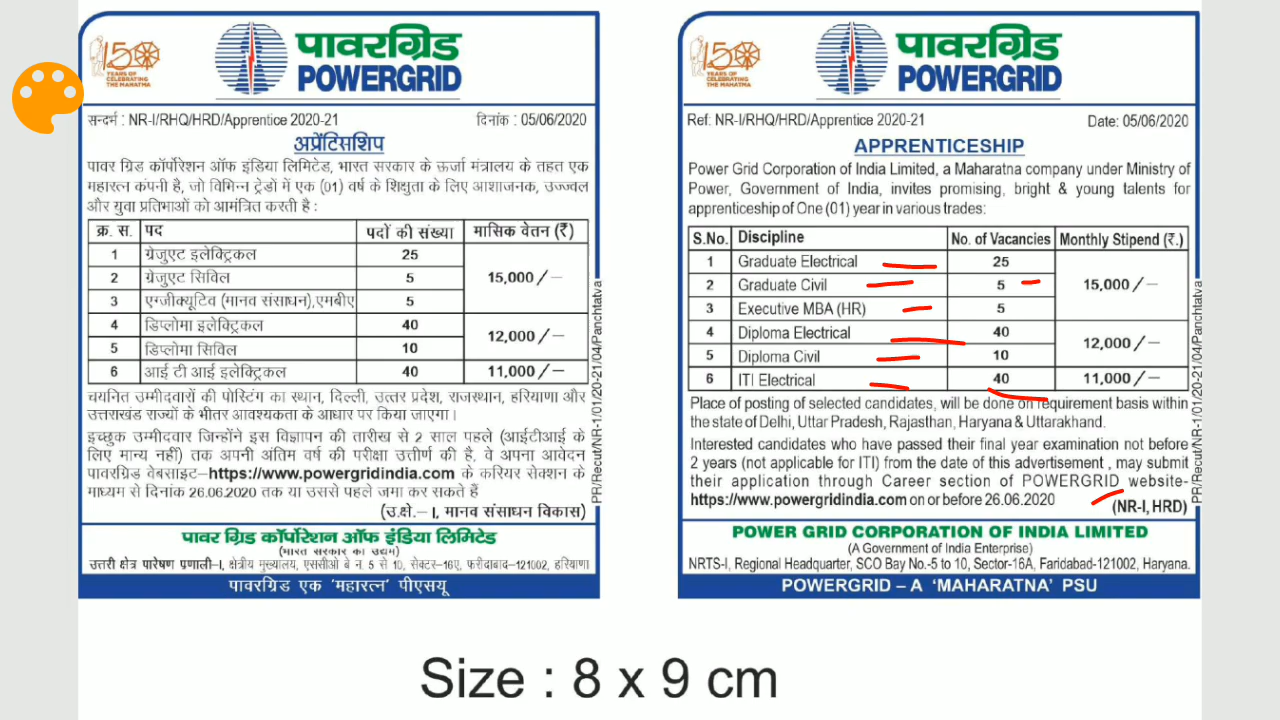 150
YEARS OF
CELEBRATING
THE MAHATMA
पावरग्रिड
POWERGRID
सन्दर्भ : NR-I/RHQ/HRD/Apprentice 2020-21 दिनांक : 05/06/2020
अप्रेंटिसशिप
पावर ग्रिड कॉर्पोरेशन ऑफ इंडिया लिमिटेड, भारत सरकार के ऊर्जा मंत्रालय के तहत एक
महारत्न कंपनी है, जो विभिन्न ट्रेडों में एक (01) वर्ष के शिक्षुता के लिए आशाजनक, उज्ज्वल
और युवा प्रतिभाओं को आमंत्रित करती है :
क्र. स. पद पदों की संख्या मासिक वेतन (₹)
1 ग्रेजुएट इलेक्ट्रिकल 25
2 ग्रेजुएट सिविल 5 15,000/—
3 एग्जीक्यूटिव (मानव संसाधन),एमबीए 5
4 डिप्लोमा इलेक्ट्रिकल 40 12,000/—
5 डिप्लोमा सिविल 10
6 आई टी आई इलेक्ट्रिकल 40 11,000/—
चयनित उम्मीदवारों की पोस्टिंग का स्थान, दिल्ली, उत्तर प्रदेश, राजस्थान, हरियाणा और
उत्तराखंड राज्यों के भीतर आवश्यकता के आधार पर किया जाएगा।
इच्छुक उम्मीदवार जिन्होंने इस विज्ञापन की तारीख से 2 साल पहले (आईटीआई के
लिए मान्य नहीं) तक अपनी अंतिम वर्ष की परीक्षा उत्तीर्ण की है, वे अपना आवेदन
पावरग्रिड वेबसाइट–https://www.powergridindia.com के करियर सेक्शन के
माध्यम से दिनांक 26.06.2020 तक या उससे पहले जमा कर सकते हैं
(उ.क्षे.– I, मानव संसाधन विकास)
पावर ग्रिड कॉर्पोरेशन ऑफ इंडिया लिमिटेड
(भारत सरकार का उद्यम)
उत्तरी क्षेत्र पारेषण प्रणाली–I, क्षेत्रीय मुख्यालय, एससीओ बे न. 5 से 10, सेक्टर–16ए, फरीदाबाद–121002, हरियाणा
पावरग्रिड एक 'महारत्न' पीएसयू
PR/Recut/NR-1/01/20-21/04/Panchtatva
150
YEARS OF
CELEBRATING
THE MAHATMA
पावरग्रिड
POWERGRID
Ref: NR-I/RHQ/HRD/Apprentice 2020-21 Date: 05/06/2020
APPRENTICESHIP
Power Grid Corporation of India Limited, a Maharatna company under Ministry of
Power, Government of India, invites promising, bright & young talents for
apprenticeship of One (01) year in various trades:
S.No. Discipline No. of Vacancies Monthly Stipend (₹.)
1 Graduate Electrical 25
2 Graduate Civil 5 15,000/—
3 Executive MBA (HR) 5
4 Diploma Electrical 40 12,000/—
5 Diploma Civil 10
6 ITI Electrical 40 11,000/—
Place of posting of selected candidates, will be done on requirement basis within
the state of Delhi, Uttar Pradesh, Rajasthan, Haryana & Uttarakhand.
Interested candidates who have passed their final year examination not before
2 years (not applicable for ITI) from the date of this advertisement , may submit
their application through Career section of POWERGRID website-
https://www.powergridindia.com on or before 26.06.2020
(NR-I, HRD)
POWER GRID CORPORATION OF INDIA LIMITED
(A Government of India Enterprise)
NRTS-I, Regional Headquarter, SCO Bay No.-5 to 10, Sector-16A, Faridabad-121002, Haryana.
POWERGRID – A 'MAHARATNA' PSU
PR/Recut/NR-1/01/20-21/04/Panchtatva
Size : 8 x 9 cm